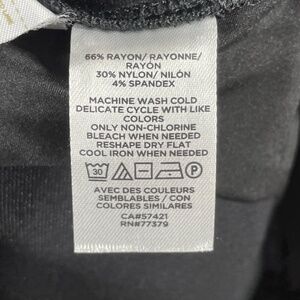 66% RAYON/ RAYONNE/
RAYÓN
30% NYLON/ NILÓN
4% SPANDEX
MACHINE WASH COLD
DELICATE CYCLE WITH LIKE
COLORS
ONLY NON-CHLORINE
BLEACH WHEN NEEDED
RESHAPE DRY FLAT
COOL IRON WHEN NEEDED
30 P
AVEC DES COULEURS
SEMBLABLES / CON
COLORES SIMILARES
CA#57421
RN#77379